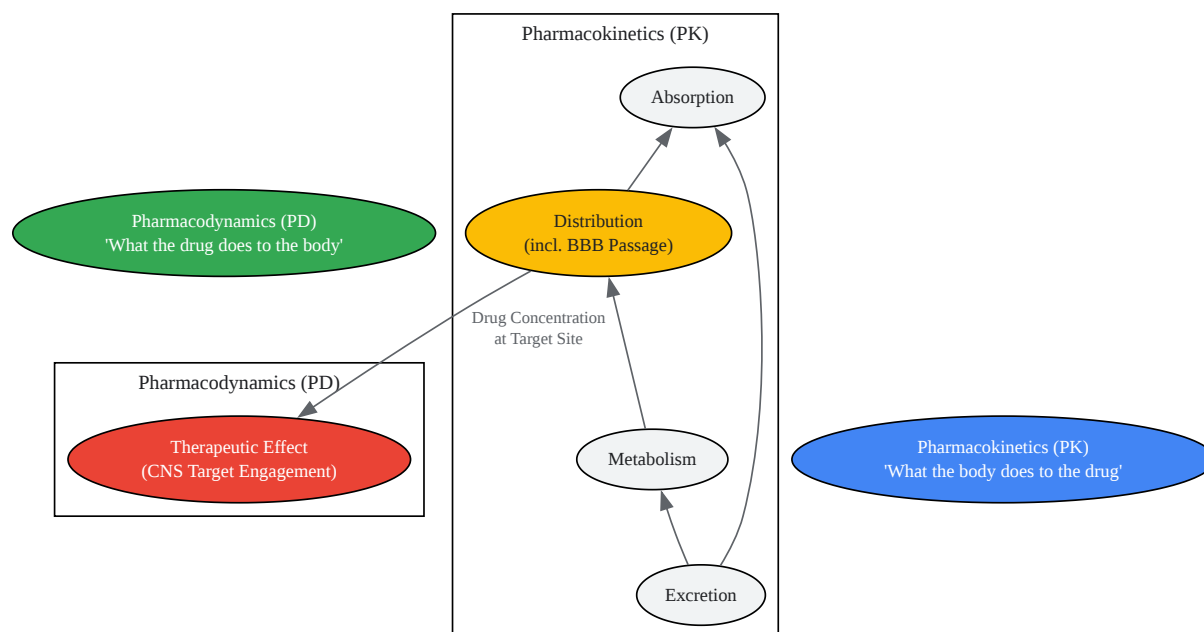 Pharmacokinetics (PK)
Absorption
Pharmacodynamics (PD)
'What the drug does to the body'
Distribution
(incl. BBB Passage)
Drug Concentration
at Target Site
Pharmacodynamics (PD)
Therapeutic Effect
(CNS Target Engagement)
Metabolism
Pharmacokinetics (PK)
'What the body does to the drug'
Excretion